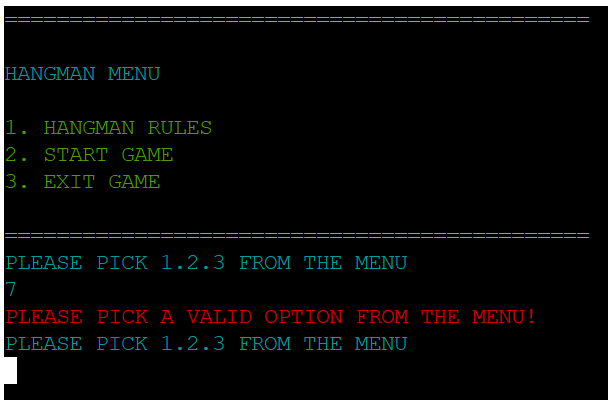 =============================================
HANGMAN MENU
1. HANGMAN RULES
2. START GAME
3. EXIT GAME
=============================================
PLEASE PICK 1.2.3 FROM THE MENU
7
PLEASE PICK A VALID OPTION FROM THE MENU!
PLEASE PICK 1.2.3 FROM THE MENU